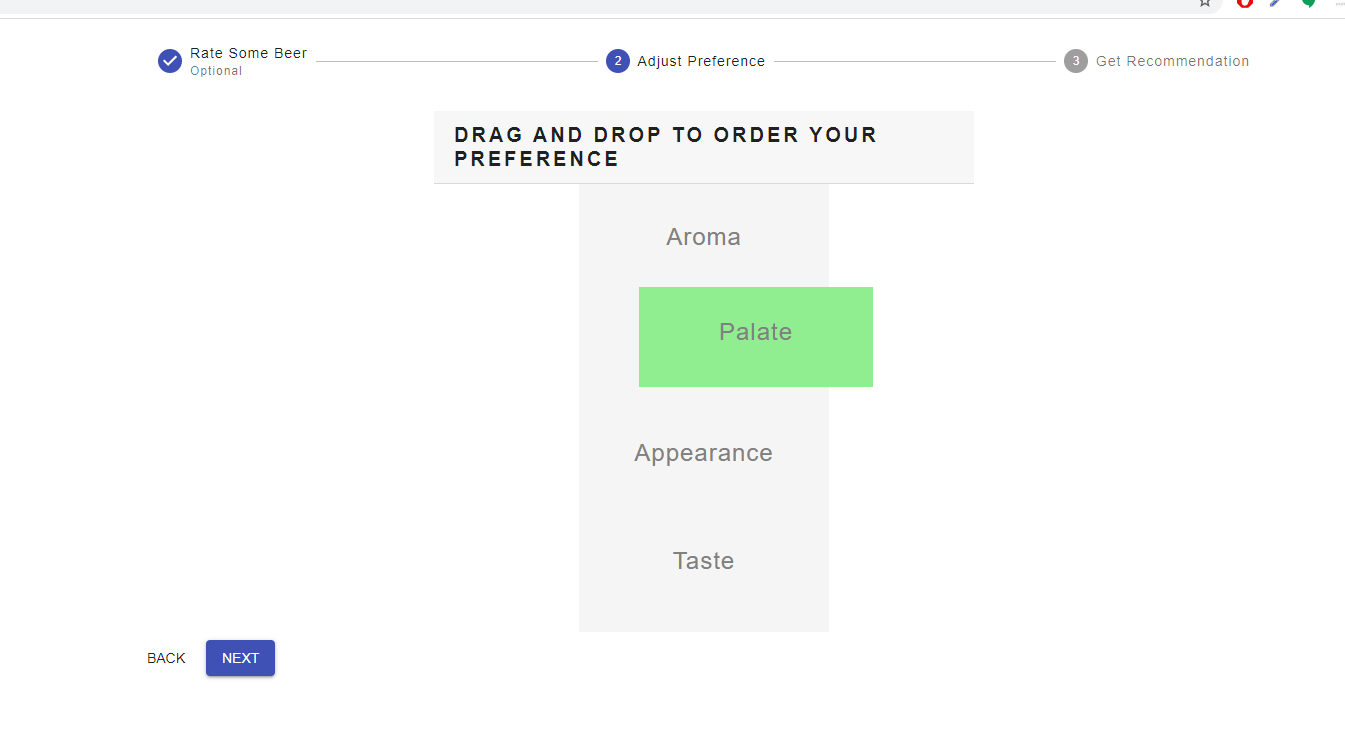 Rate Some Beer
Optional
2 Adjust Preference
3 Get Recommendation
DRAG AND DROP TO ORDER YOUR
PREFERENCE
Aroma
Palate
Appearance
Taste
BACK NEXT